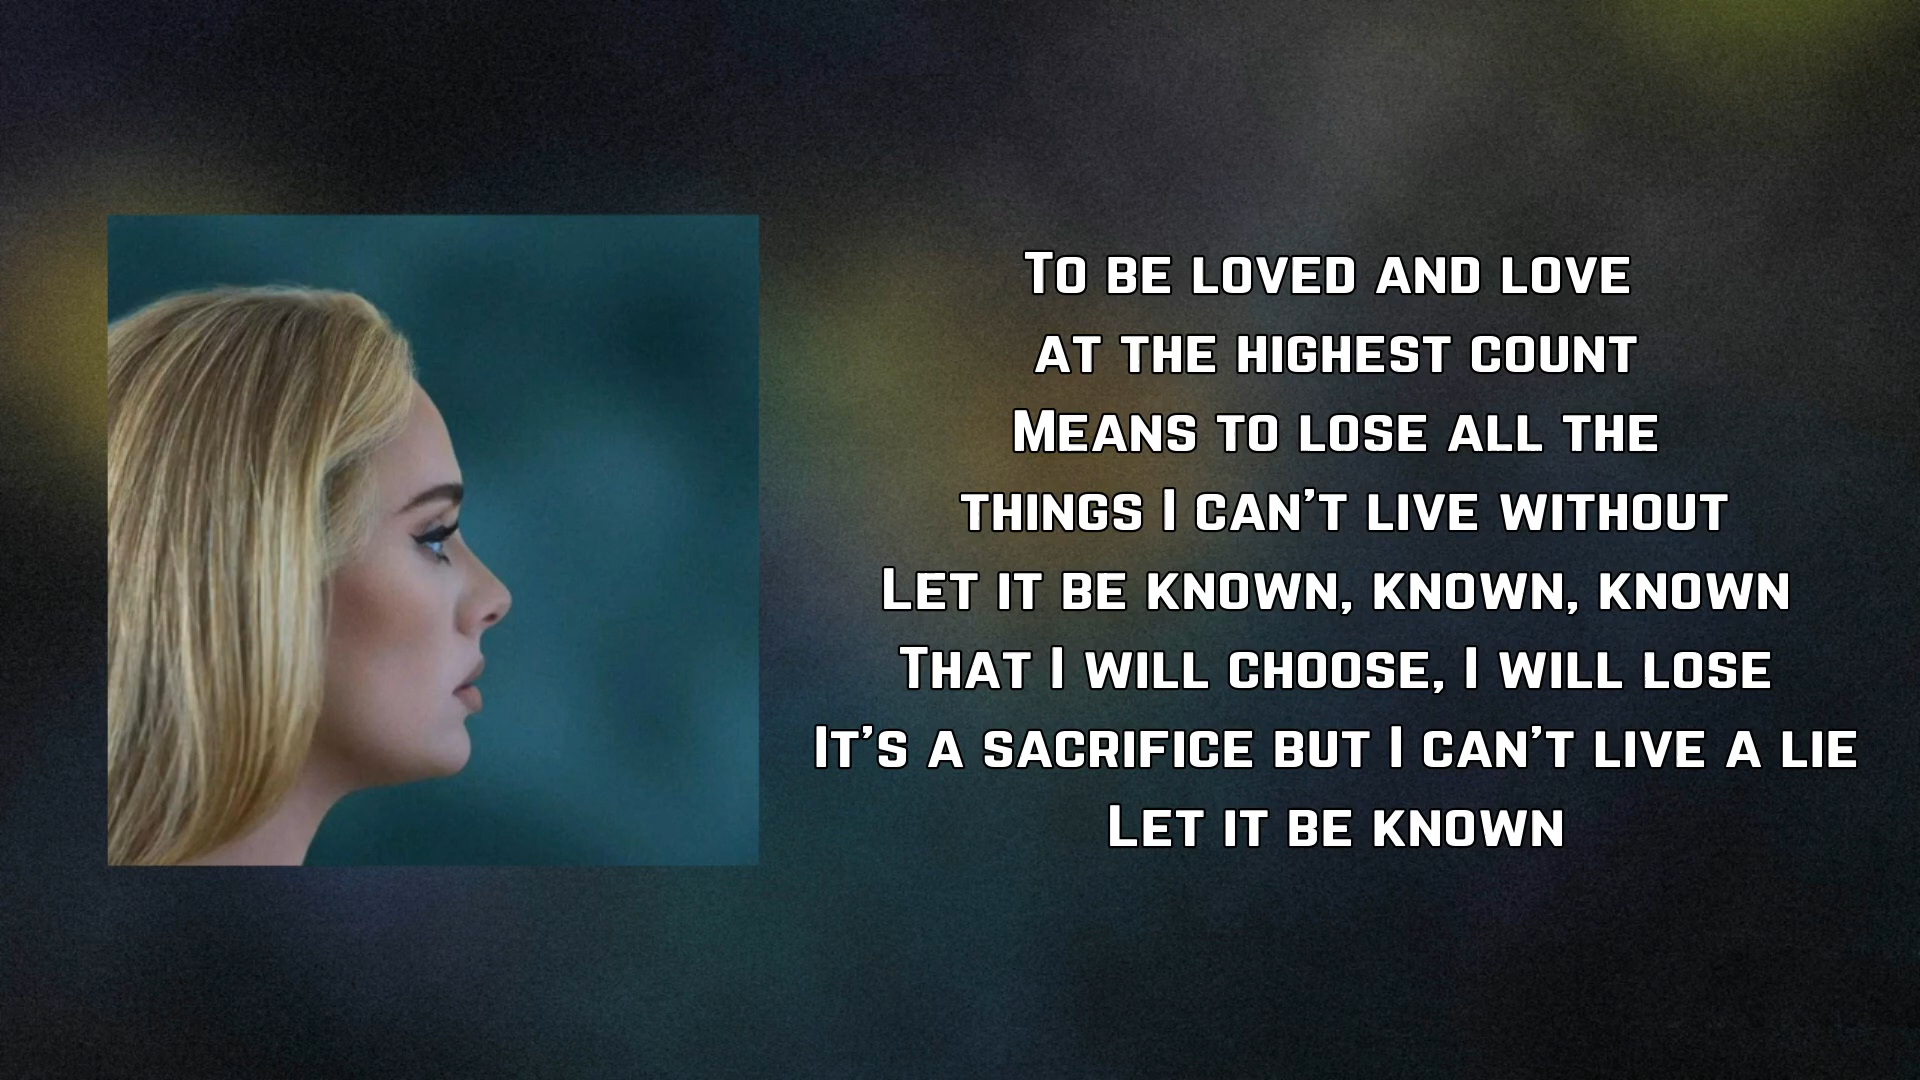 To be loved and love
at the highest count
Means to lose all the
things I can't live without
Let it be known, known, known
That I will choose, I will lose
It's a sacrifice but I can't live a lie
Let it be known